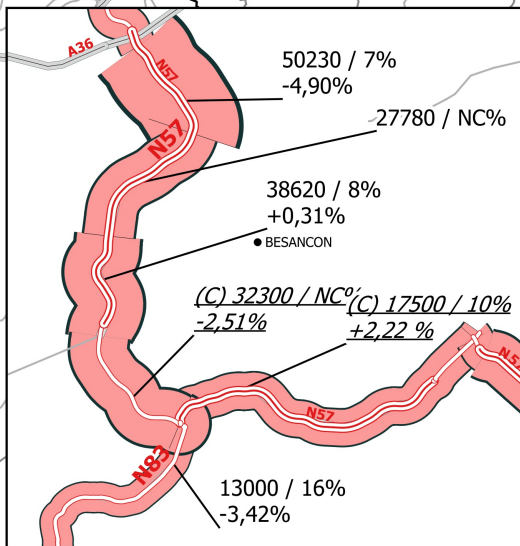 A36
N57
50230 / 7%
-4,90%
N57
27780 / NC%
38620 / 8%
+0,31%
BESANCON
(C) 32300 / NC%
-2,51%
(C) 17500 / 10%
+2,22 %
N57
N83
13000 / 16%
-3,42%